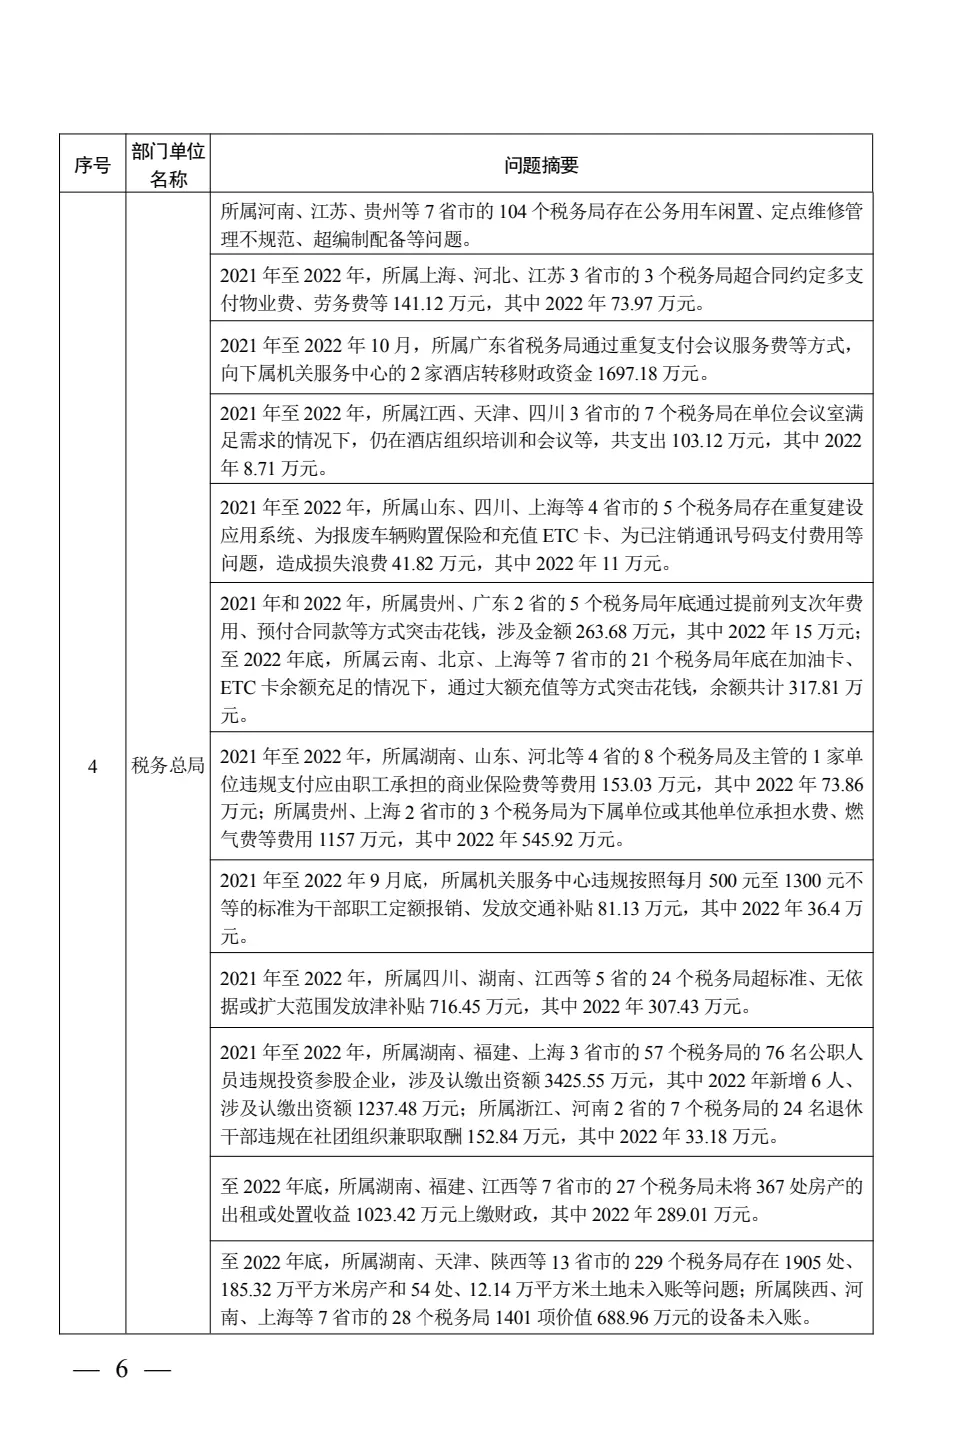 序号
部门单位
名称
问题摘要
所属河南、江苏、贵州等 7 省市的 104 个税务局存在公务用车闲置、定点维修管
理不规范、超编制配备等问题。
2021 年至 2022 年，所属上海、河北、江苏 3 省市的 3 个税务局超合同约定多支
付物业费、劳务费等 141.12 万元，其中 2022 年 73.97 万元。
2021 年至 2022 年 10 月，所属广东省税务局通过重复支付会议服务费等方式，
向下属机关服务中心的 2 家酒店转移财政资金 1697.18 万元。
2021 年至 2022 年，所属江西、天津、四川 3 省市的 7 个税务局在单位会议室满
足需求的情况下，仍在酒店组织培训和会议等，共支出 103.12 万元，其中 2022
年 8.71 万元。
2021 年至 2022 年，所属山东、四川、上海等 4 省市的 5 个税务局存在重复建设
应用系统、为报废车辆购置保险和充值 ETC 卡、为已注销通讯号码支付费用等
问题，造成损失浪费 41.82 万元，其中 2022 年 11 万元。
2021 年和 2022 年，所属贵州、广东 2 省的 5 个税务局年底通过提前列支次年费
用、预付合同款等方式突击花钱，涉及金额 263.68 万元，其中 2022 年 15 万元；
至 2022 年底，所属云南、北京、上海等 7 省市的 21 个税务局年底在加油卡、
ETC 卡余额充足的情况下，通过大额充值等方式突击花钱，余额共计 317.81 万
元。
4
税务总局
2021 年至 2022 年，所属湖南、山东、河北等 4 省的 8 个税务局及主管的 1 家单
位违规支付应由职工承担的商业保险费等费用 153.03 万元，其中 2022 年 73.86
万元；所属贵州、上海 2 省市的 3 个税务局为下属单位或其他单位承担水费、燃
气费等费用 1157 万元，其中 2022 年 545.92 万元。
2021 年至 2022 年 9 月底，所属机关服务中心违规按照每月 500 元至 1300 元不
等的标准为干部职工定额报销、发放交通补贴 81.13 万元，其中 2022 年 36.4 万
元。
2021 年至 2022 年，所属四川、湖南、江西等 5 省的 24 个税务局超标准、无依
据或扩大范围发放津补贴 716.45 万元，其中 2022 年 307.43 万元。
2021 年至 2022 年，所属湖南、福建、上海 3 省市的 57 个税务局的 76 名公职人
员违规投资参股企业，涉及认缴出资额 3425.55 万元，其中 2022 年新增 6 人、
涉及认缴出资额 1237.48 万元；所属浙江、河南 2 省的 7 个税务局的 24 名退休
干部违规在社团组织兼职取酬 152.84 万元，其中 2022 年 33.18 万元。
至 2022 年底，所属湖南、福建、江西等 7 省市的 27 个税务局未将 367 处房产的
出租或处置收益 1023.42 万元上缴财政，其中 2022 年 289.01 万元。
至 2022 年底，所属湖南、天津、陕西等 13 省市的 229 个税务局存在 1905 处、
185.32 万平方米房产和 54 处、12.14 万平方米土地未入账等问题；所属陕西、河
南、上海等 7 省市的 28 个税务局 1401 项价值 688.96 万元的设备未入账。
— 6 —